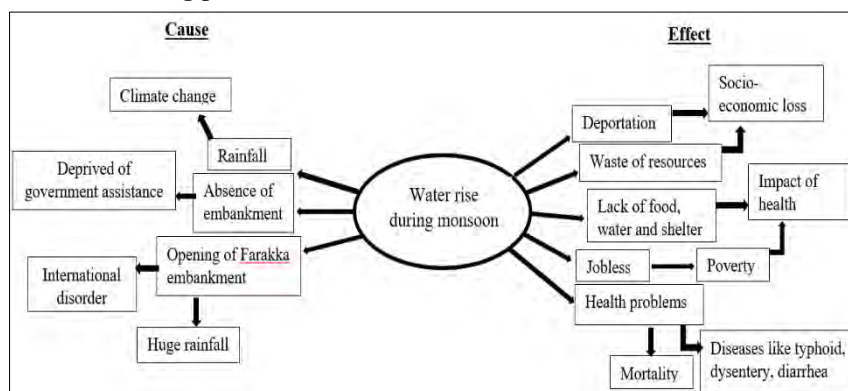 Cause
Climate change
Rainfall
Deprived of
government assistance
Absence of
embankment
Opening of Farakka
embankment
International
disorder
Huge rainfall
Water rise
during monsoon
Effect
Deportation
Socio-
economic loss
Waste of resources
Lack of food,
water and shelter
Impact of
health
Jobless
Poverty
Health problems
Mortality
Diseases like typhoid,
dysentery, diarrhea